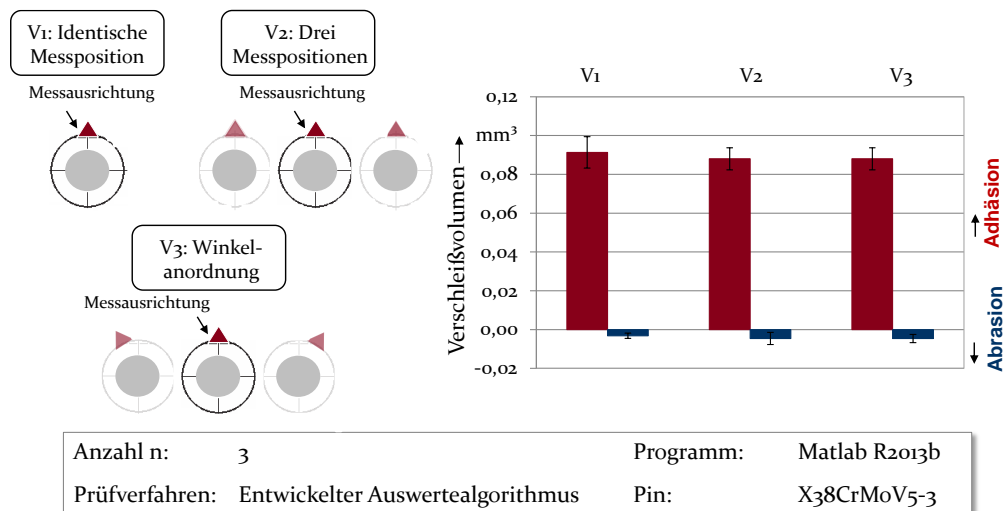 V1: Identische
Messposition
Messausrichtung
V2: Drei
Messpositionen
Messausrichtung
V3: Winkel-
anordnung
Messausrichtung
V1 V2 V3
0,12
mm³
0,08
0,06
0,04
0,02
0,00
-0,02
Verschleißvolumen
Adhäsion
Abrasion
Anzahl n: 3 Programm: Matlab R2013b
Prüfverfahren: Entwickelter Auswertealgorithmus Pin: X38CrMoV5-3